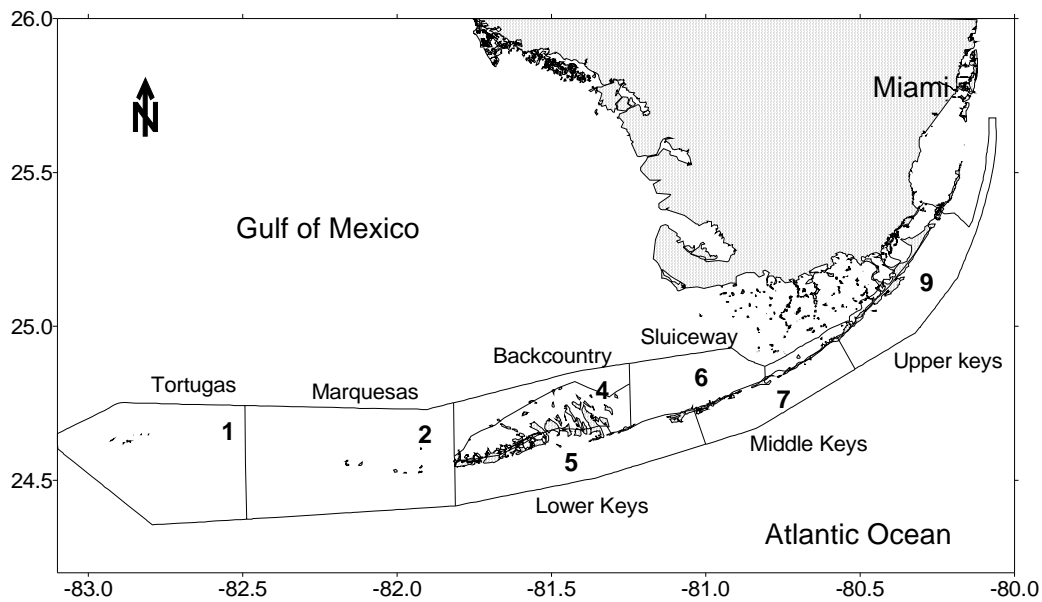 26.0
Miami
N
25.5
Gulf of Mexico
9
25.0
Sluiceway
Backcountry
Upper keys
Tortugas
Marquesas
6
4
7
1
2
Middle Keys
5
24.5
Lower Keys
Atlantic Ocean
-83.0
-82.5
-82.0
-81.5
-81.0
-80.5
-80.0